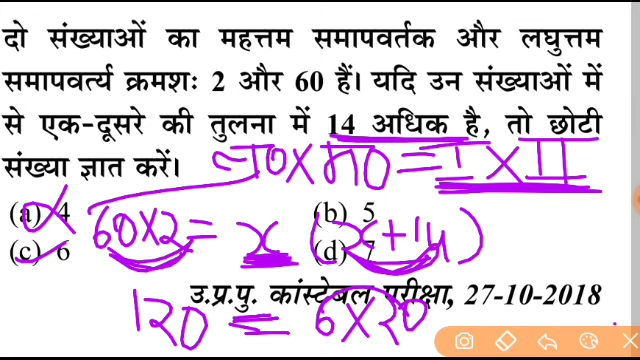 दो संख्याओं का महत्तम समापवर्तक और लघुत्तम
समापवर्त्य क्रमशः 2 और 60 हैं। यदि उन संख्याओं में
से एक-दूसरे की तुलना में 14 अधिक है, तो छोटी
संख्या ज्ञात करें। = I × II
(a) 4 (b) 5
60×2 = x (x+14)
(c) 6 (d) 7
उ.प्र.पु. कांस्टेबल परीक्षा, 27-10-2018
120 = 6×20